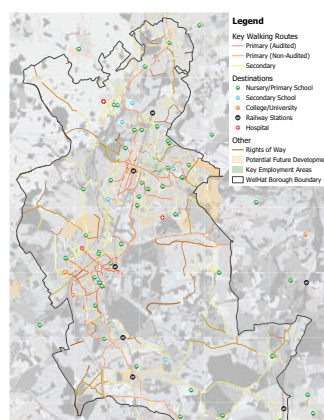 Legend
Key Walking Routes
Primary (Audited)
Primary (Non-Audited)
Secondary
Destinations
Nursery/Primary School
Secondary School
College/University
Railway Stations
Hospital
Other
Rights of Way
Potential Future Developme
Key Employment Areas
WelHat Borough Boundary